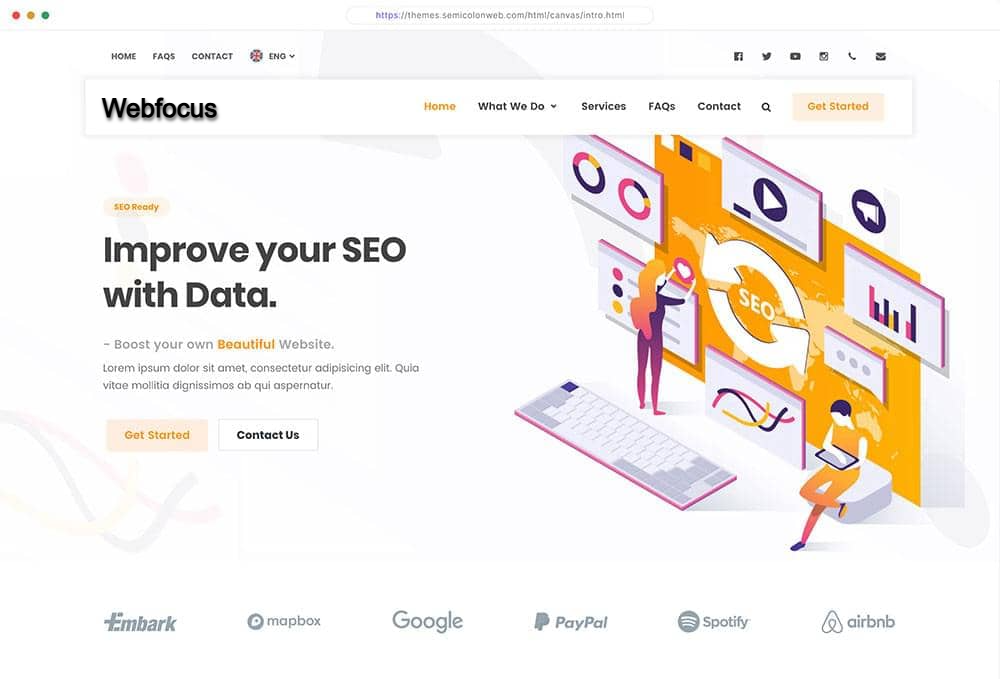 https://themes.semicolonweb.com/html/canvas/intro.html
HOME FAQS CONTACT ENG
Webfocus
Home What We Do Services FAQs Contact Get Started
SEO Ready
Improve your SEO
with Data.
- Boost your own Beautiful Website.
Lorem ipsum dolor sit amet, consectetur adipisicing elit. Quia
vitae mollitia dignissimos ab qui aspernatur.
Get Started Contact Us
SEO
Embark mapbox Google PayPal Spotify airbnb